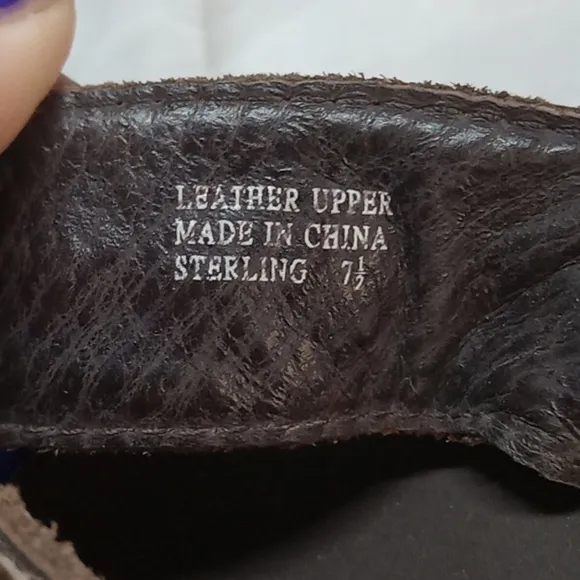 LEATHER UPPER
MADE IN CHINA
STERLING 7½